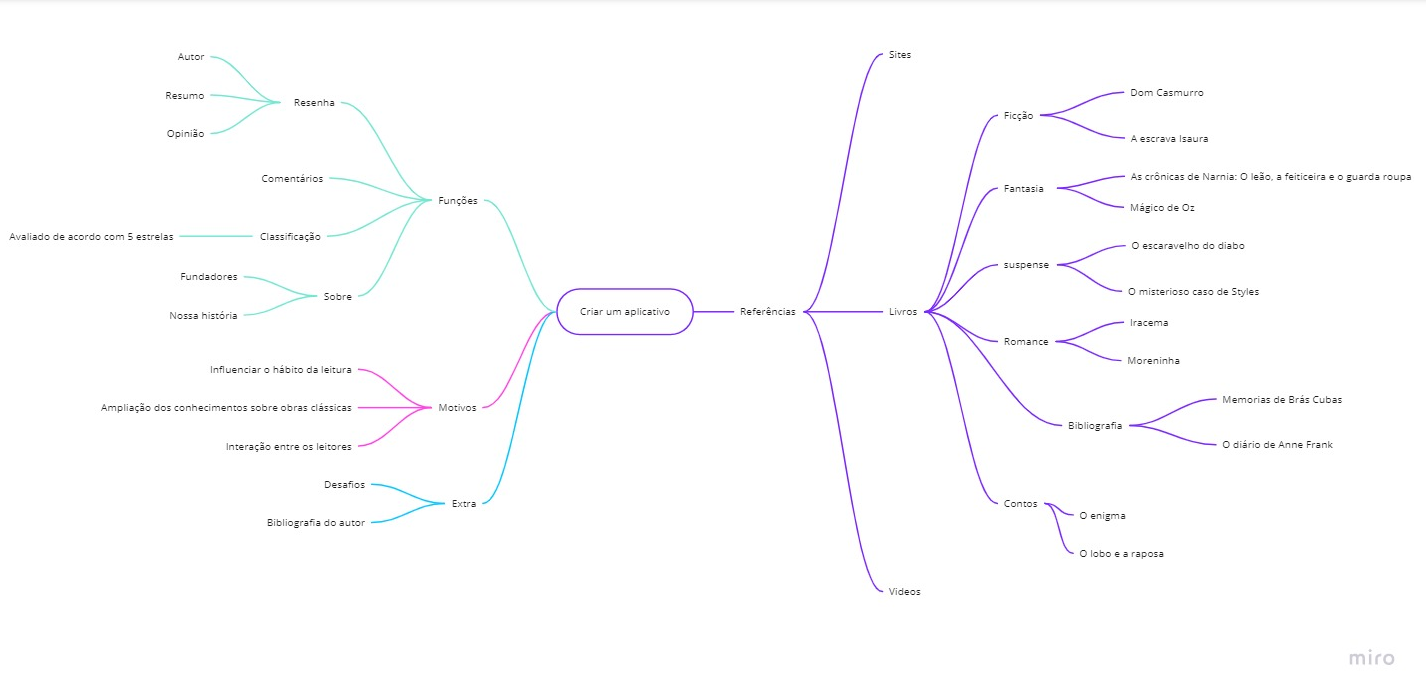 Autor
Resumo
Opinião
Resenha
Comentários
Avaliado de acordo com 5 estrelas
Classificação
Fundadores
Nossa história
Sobre
Funções
Influenciar o hábito da leitura
Ampliação dos conhecimentos sobre obras clássicas
Interação entre os leitores
Motivos
Desafios
Bibliografia do autor
Extra
Criar um aplicativo
Referências
Sites
Livros
Ficção
Dom Casmurro
A escrava Isaura
Fantasia
As crônicas de Narnia: O leão, a feiticeira e o guarda roupa
Mágico de Oz
suspense
O escaravelho do diabo
O misterioso caso de Styles
Romance
Iracema
Moreninha
Bibliografia
Memorias de Brás Cubas
O diário de Anne Frank
Contos
O enigma
O lobo e a raposa
Videos
miro